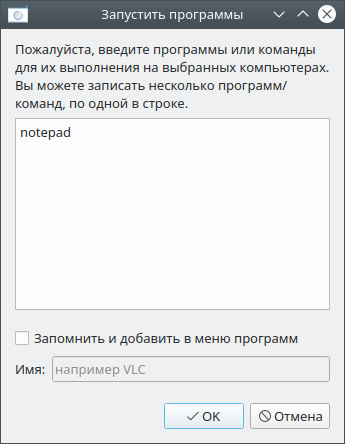 Запустить программы
Пожалуйста, введите программы или команды
для их выполнения на выбранных компьютерах.
Вы можете записать несколько программ/
команд, по одной в строке.
notepad
Запомнить и добавить в меню программ
Имя: например VLC
OK Отмена